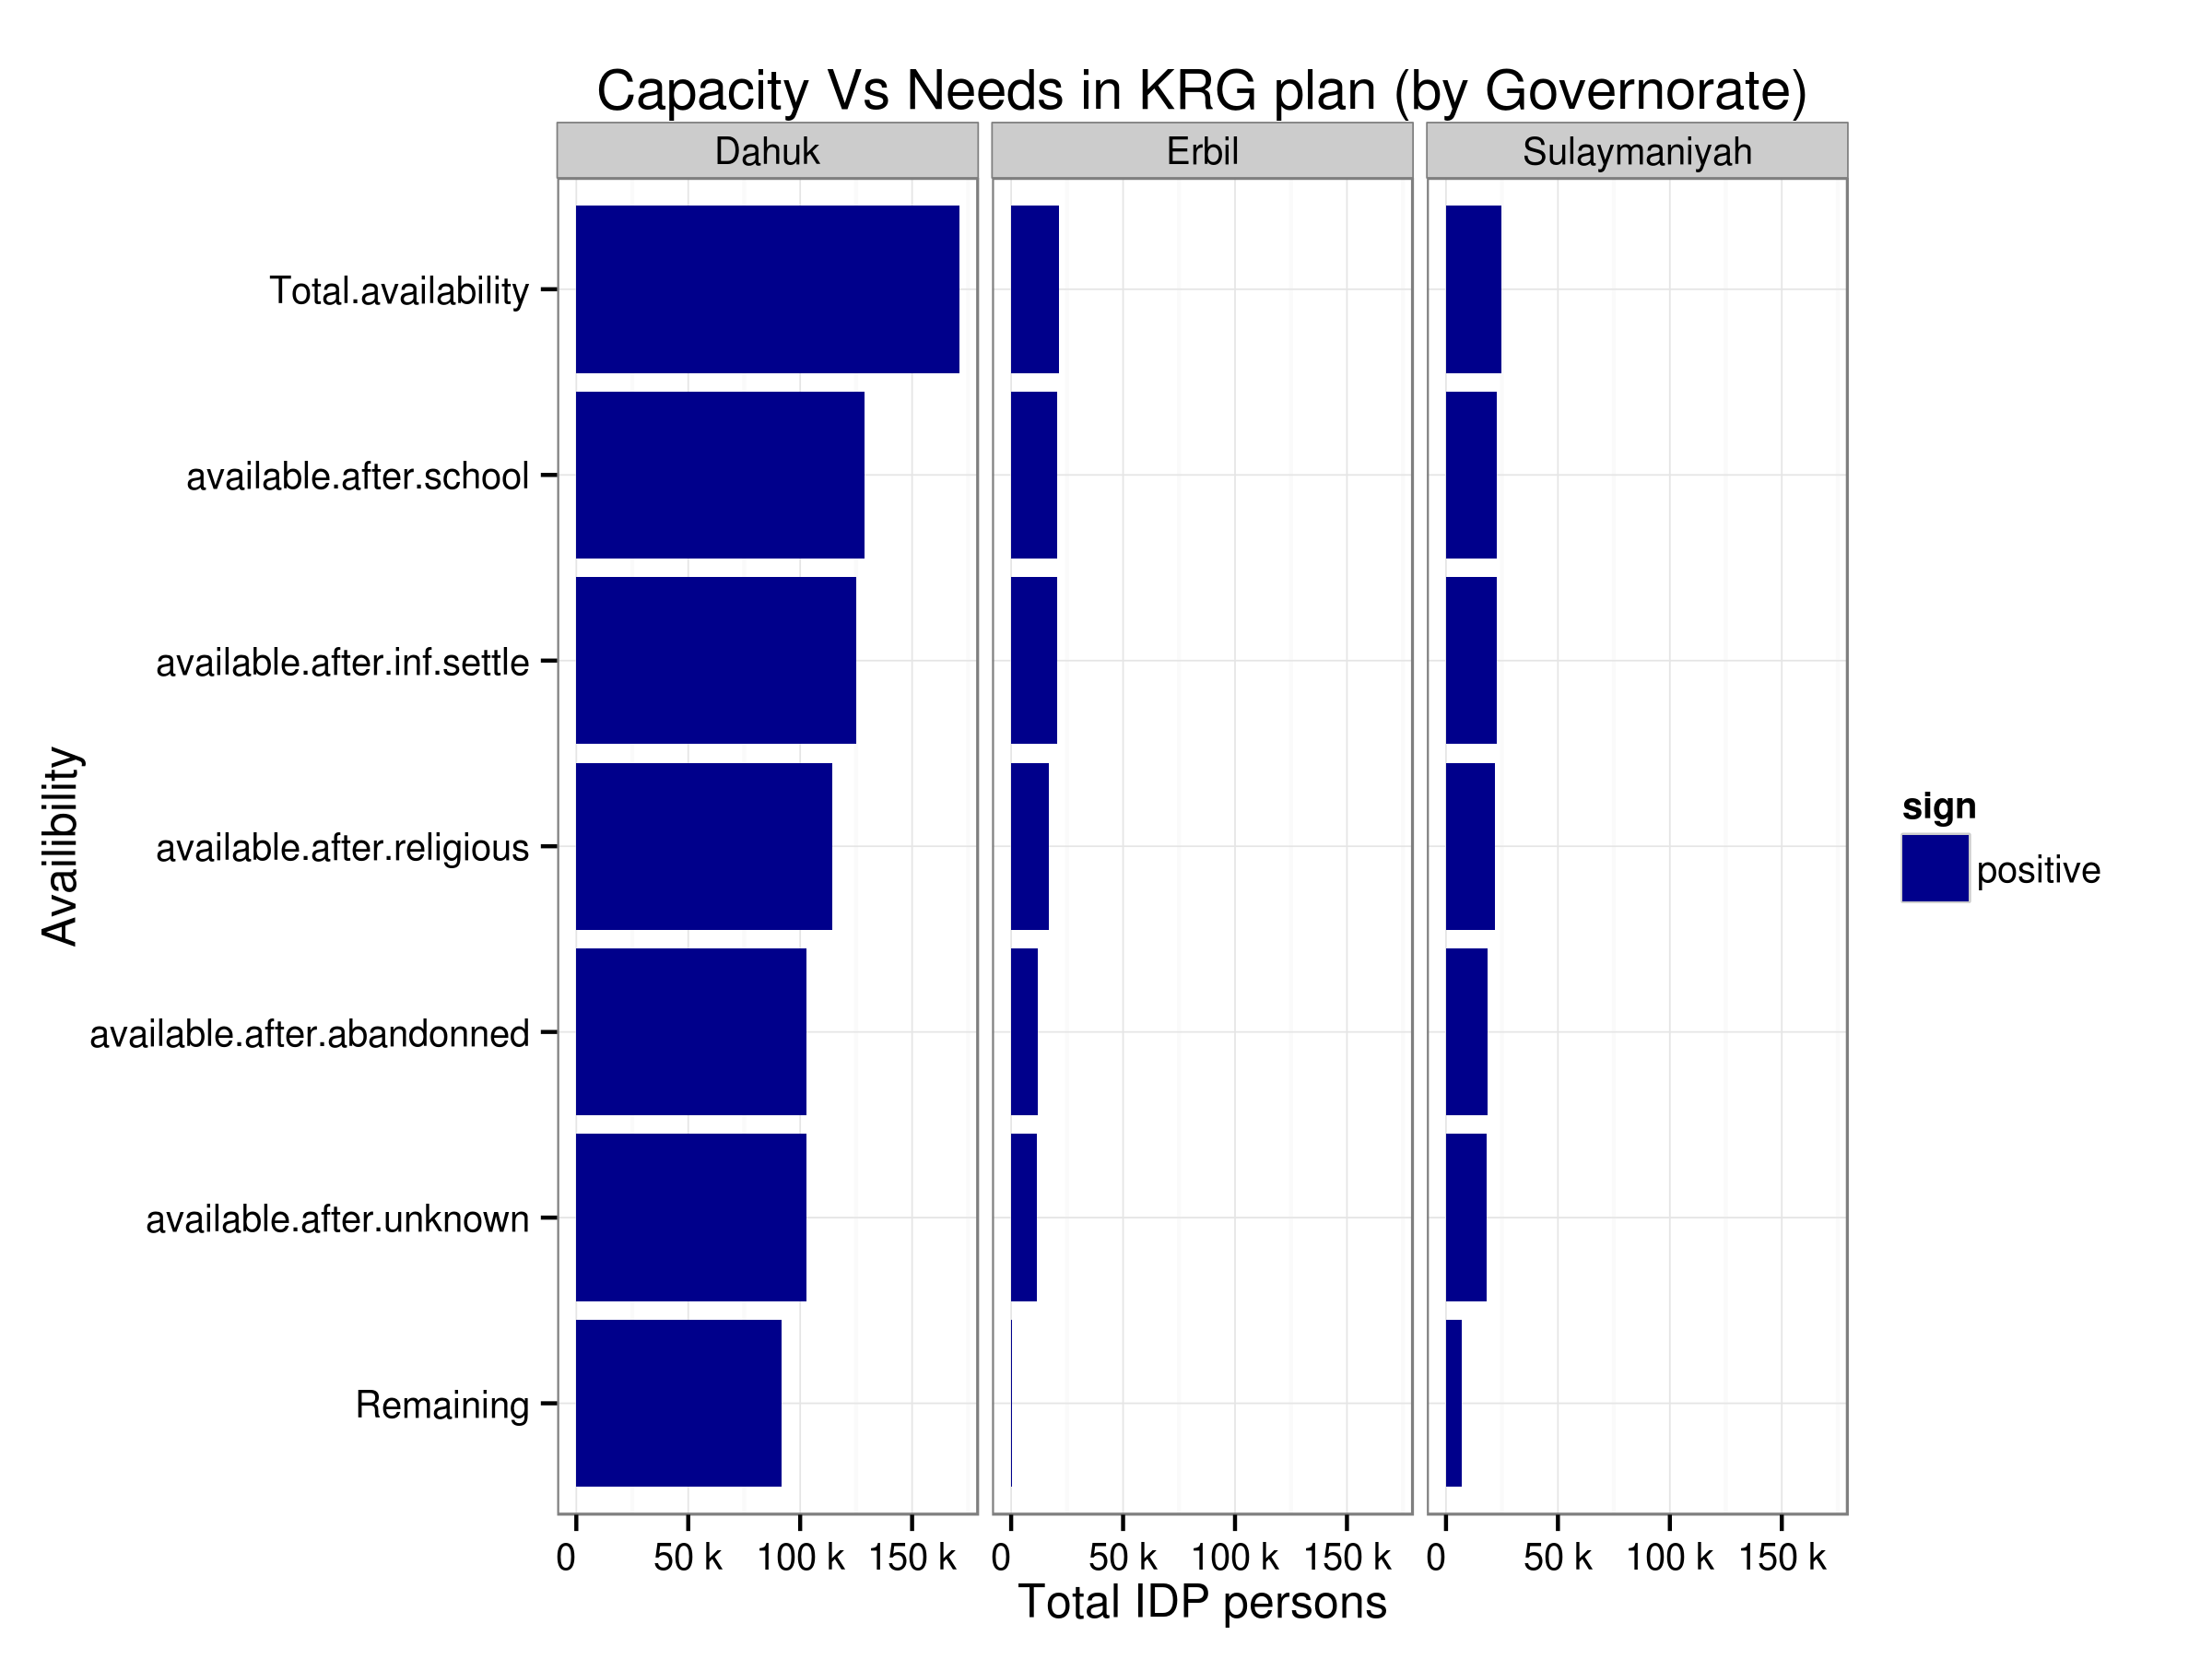 Capacity Vs Needs in KRG plan (by Governorate)
Dahuk Erbil Sulaymaniyah
Availibility
Total.availability
available.after.school
available.after.inf.settle
available.after.religious
available.after.abandonned
available.after.unknown
Remaining
sign
positive
0 50 k 100 k 150 k 0 50 k 100 k 150 k 0 50 k 100 k 150 k
Total IDP persons